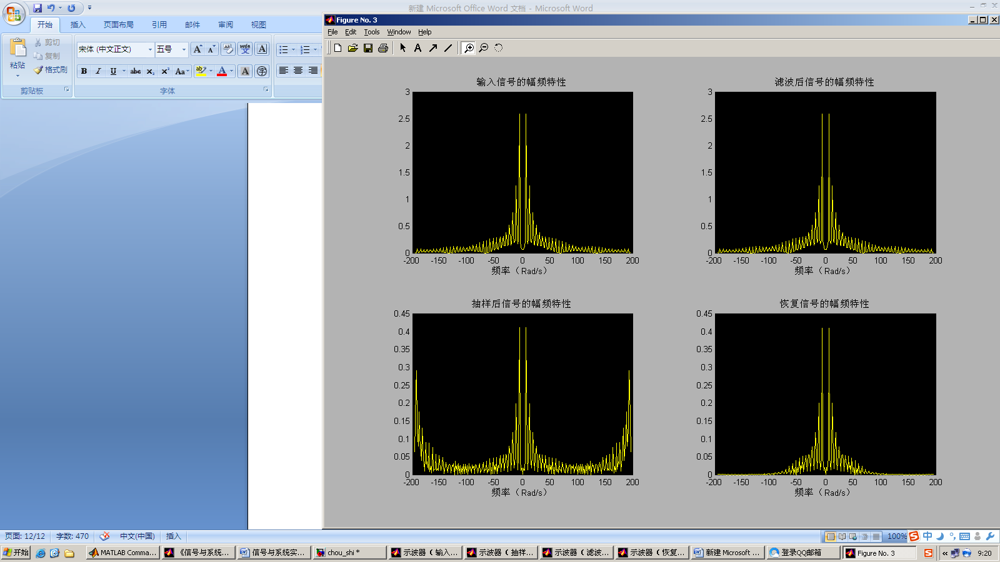 新建 Microsoft Office Word 文档 - Microsoft Word
开始 插入 页面布局 引用 邮件 审阅 视图
粘贴
剪切
复制
格式刷
剪贴板
宋体 (中文正文) 五号
字体
Figure No. 3
File Edit Tools Window Help
输入信号的幅频特性
3
2.5
2
1.5
1
0.5
0
-200 -150 -100 -50 0 50 100 150 200
频率（Rad/s）
滤波后信号的幅频特性
3
2.5
2
1.5
1
0.5
0
-200 -150 -100 -50 0 50 100 150 200
频率（Rad/s）
抽样后信号的幅频特性
0.45
0.4
0.35
0.3
0.25
0.2
0.15
0.1
0.05
0
-200 -150 -100 -50 0 50 100 150 200
频率（Rad/s）
恢复信号的幅频特性
0.45
0.4
0.35
0.3
0.25
0.2
0.15
0.1
0.05
0
-200 -150 -100 -50 0 50 100 150 200
频率（Rad/s）
页面: 12/12 字数: 470 中文(中国) 插入 100% 中
开始 MATLAB Comma... 《信号与系统... 信号与系统实... chou_shi * 示波器（输入... 示波器（抽样... 示波器（滤波... 示波器（恢复... 新建 Microsoft ... 登录QQ邮箱 Figure No. 3 9:20